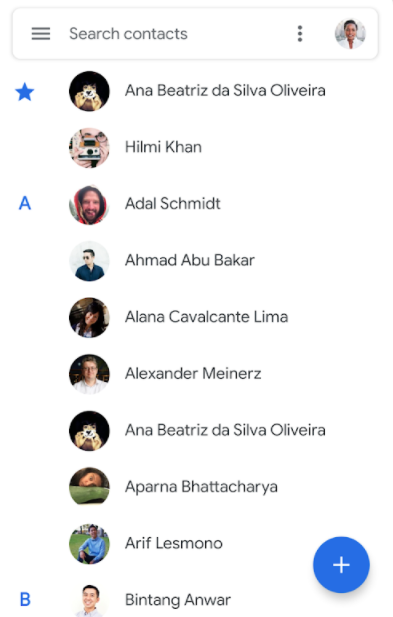 Search contacts
Ana Beatriz da Silva Oliveira
Hilmi Khan
A
Adal Schmidt
Ahmad Abu Bakar
Alana Cavalcante Lima
Alexander Meinerz
Ana Beatriz da Silva Oliveira
Aparna Bhattacharya
Arif Lesmono
B
Bintang Anwar